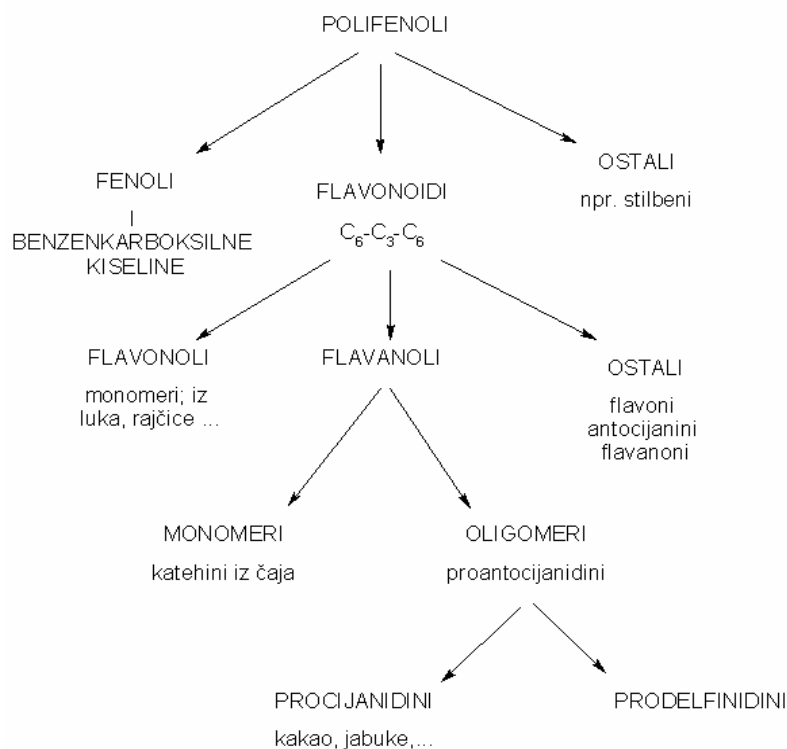 POLIFENOLI
FENOLI
I
BENZENKARBOKSILNE
KISELINE
FLAVONOIDI
C₆-C₃-C₆
OSTALI
npr. stilbeni
FLAVONOLI
monomeri; iz
luka, rajčice ...
FLAVANOLI
OSTALI
flavoni
antocijanini
flavanoni
MONOMERI
katehini iz čaja
OLIGOMERI
proantocijanidini
PROCIJANIDINI
kakao, jabuke,...
PRODELFINIDINI